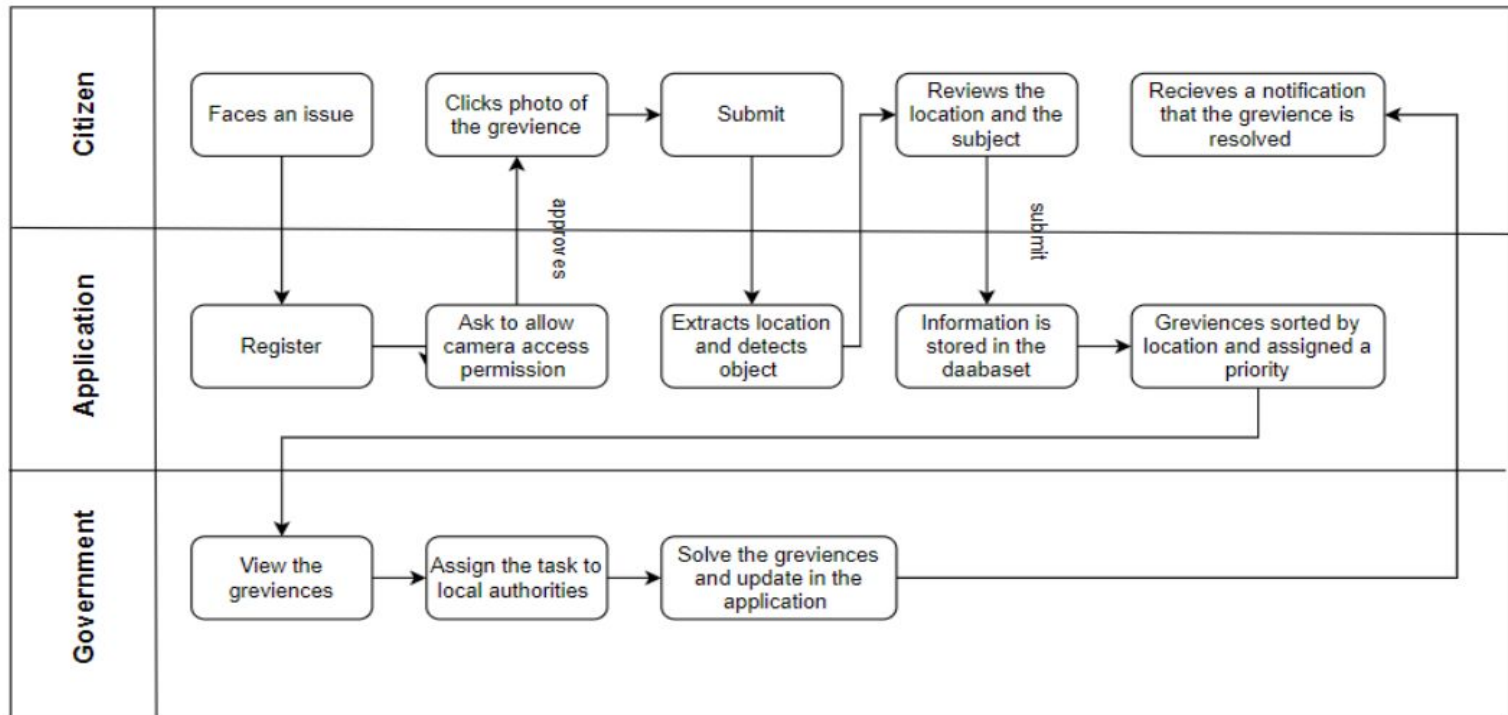 Citizen
Faces an issue
Clicks photo of
the grevience
Submit
Reviews the
location and the
subject
Recieves a notification
that the grevience is
resolved
approves
submit
Application
Register
Ask to allow
camera access
permission
Extracts location
and detects
object
Information is
stored in the
daabaset
Greviences sorted by
location and assigned a
priority
Government
View the
greviences
Assign the task to
local authorities
Solve the greviences
and update in the
application